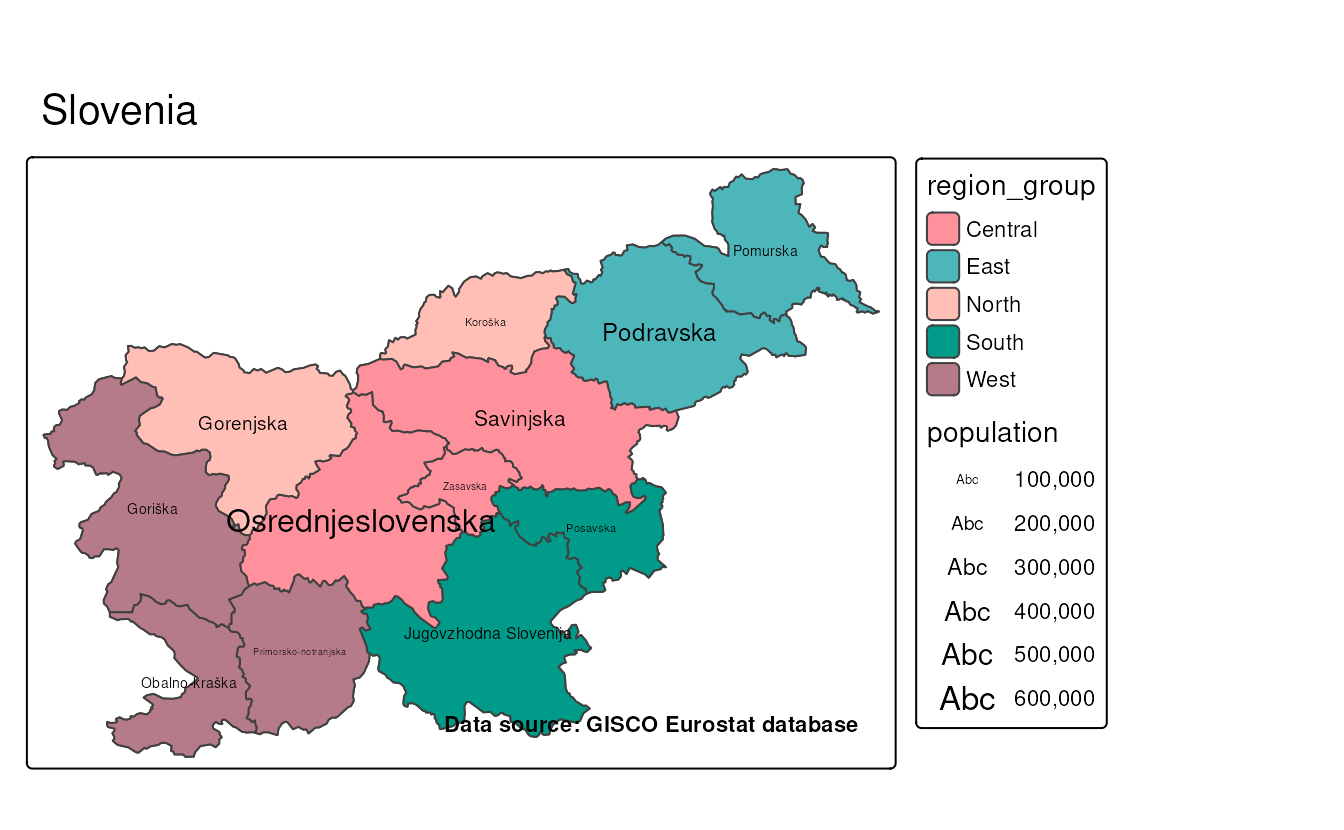 Slovenia
Pomurska
Koroška
Podravska
Gorenjska
Savinjska
Zasavska
Goriška
Osrednjeslovenska
Posavska
Jugovzhodna Slovenija
Primorsko-notranjska
Obalno-kraška
Data source: GISCO Eurostat database
region_group
Central
East
North
South
West
population
Abc 100,000
Abc 200,000
Abc 300,000
Abc 400,000
Abc 500,000
Abc 600,000